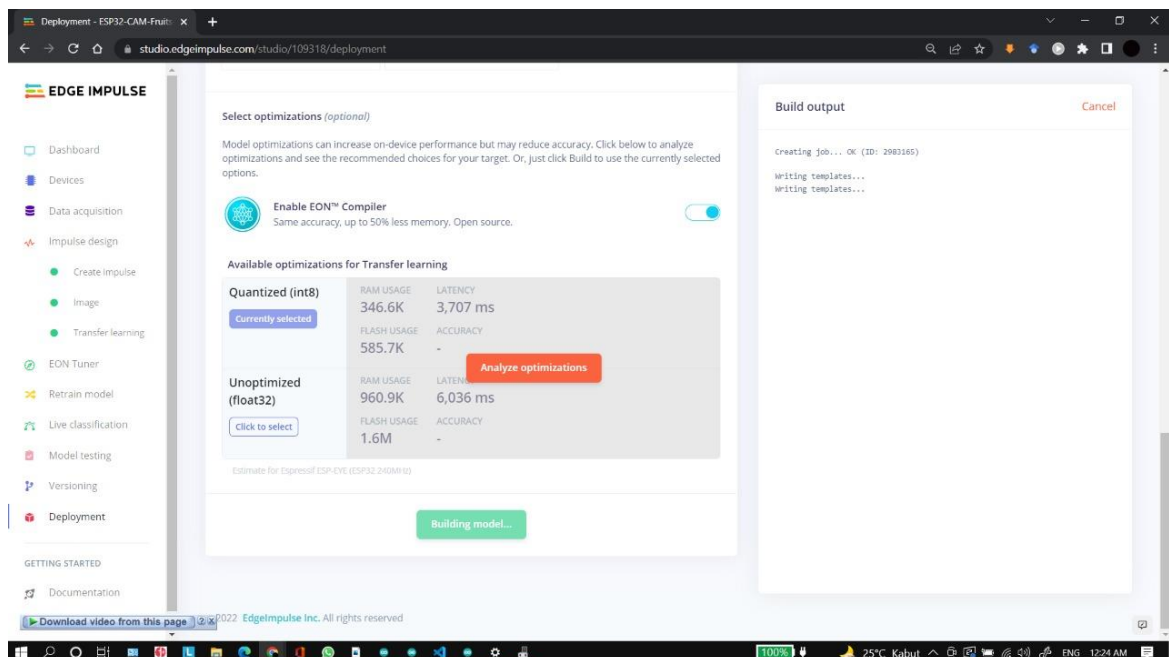 Deployment - ESP32-CAM-Fruits
studio.edgeimpulse.com/studio/109318/deployment
EDGE IMPULSE
Dashboard
Devices
Data acquisition
Impulse design
Create impulse
Image
Transfer learning
EON Tuner
Retrain model
Live classification
Model testing
Versioning
Deployment
GETTING STARTED
Documentation
Select optimizations (optional)
Model optimizations can increase on-device performance but may reduce accuracy. Click below to analyze
optimizations and see the recommended choices for your target. Or, just click Build to use the currently selected
options.
Enable EON™ Compiler
Same accuracy, up to 50% less memory. Open source.
Available optimizations for Transfer learning
Quantized (int8)
Currently selected
RAM USAGE LATENCY
346.6K 3,707 ms
FLASH USAGE ACCURACY
585.7K -
Analyze optimizations
Unoptimized
(float32)
Click to select
RAM USAGE
960.9K 6,036 ms
FLASH USAGE ACCURACY
1.6M -
Estimate for Espressif ESP-EYE (ESP32 240MHz)
Building model...
Build output
Cancel
Creating job... OK (ID: 2983165)
Writing templates...
Writing templates...
2022 EdgeImpulse Inc. All rights reserved
Download video from this page
100%
25°C Kabut
ENG 12:24 AM